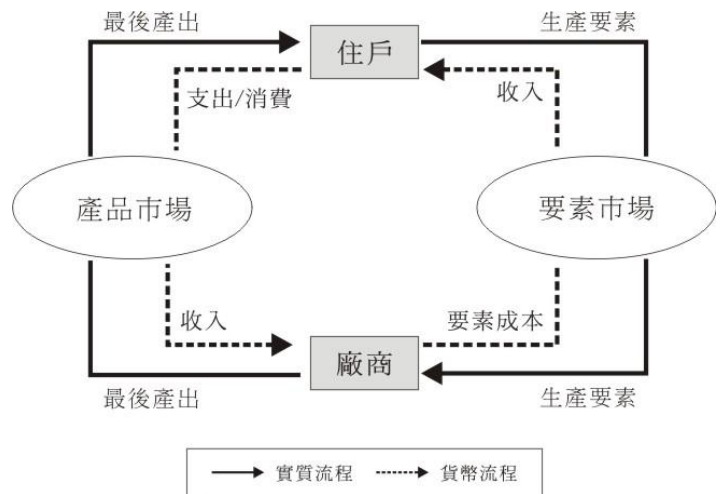 最後產出
住戶
生產要素
支出/消費
收入
產品市場
要素市場
收入
要素成本
廠商
最後產出
生產要素
實質流程
貨幣流程